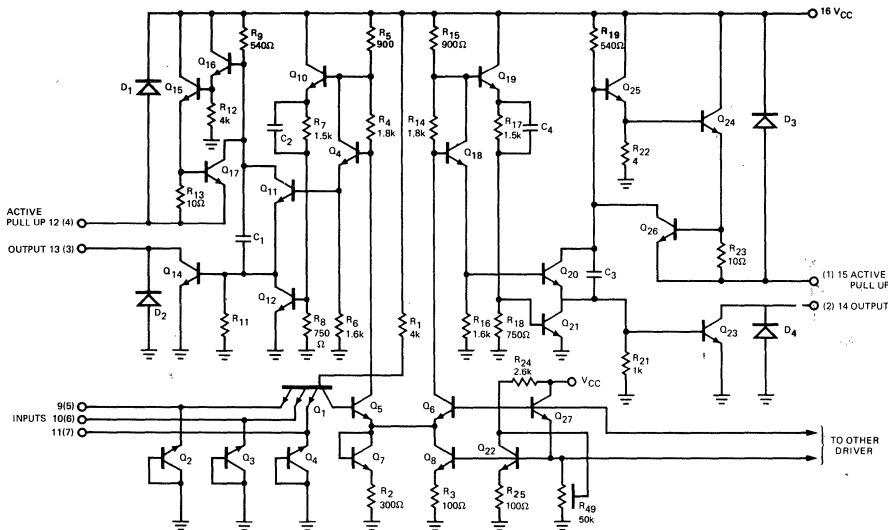 16 VCC
R9
540Ω
R5
900
R15
900Ω
R19
540Ω
Q16
Q15
D1
R12
4k
Q10
Q19
Q25
Q24
D3
R7
1.5k
C2
R4
1.8k
Q4
R14
1.8k
Q18
R17
1.5k
C4
R22
4
R13
10Ω
Q17
Q11
Q26
R23
10Ω
ACTIVE
PULL UP 12 (4)
C1
Q20
C3
(1) 15 ACTIVE
PULL UP
OUTPUT 13 (3)
Q14
Q12
Q21
(2) 14 OUTPUT
D2
R11
R8
750
Ω
R6
1.6k
R1
4k
R16
1.6k
R18
750Ω
R21
1k
Q23
D4
R24
2.6k
VCC
9(5)
INPUTS 10(6)
11(7)
Q1
Q5
Q6
Q27
TO OTHER
DRIVER
Q2
Q3
Q4
Q7
Q8
Q22
R2
300Ω
R3
100Ω
R25
100Ω
R49
50k